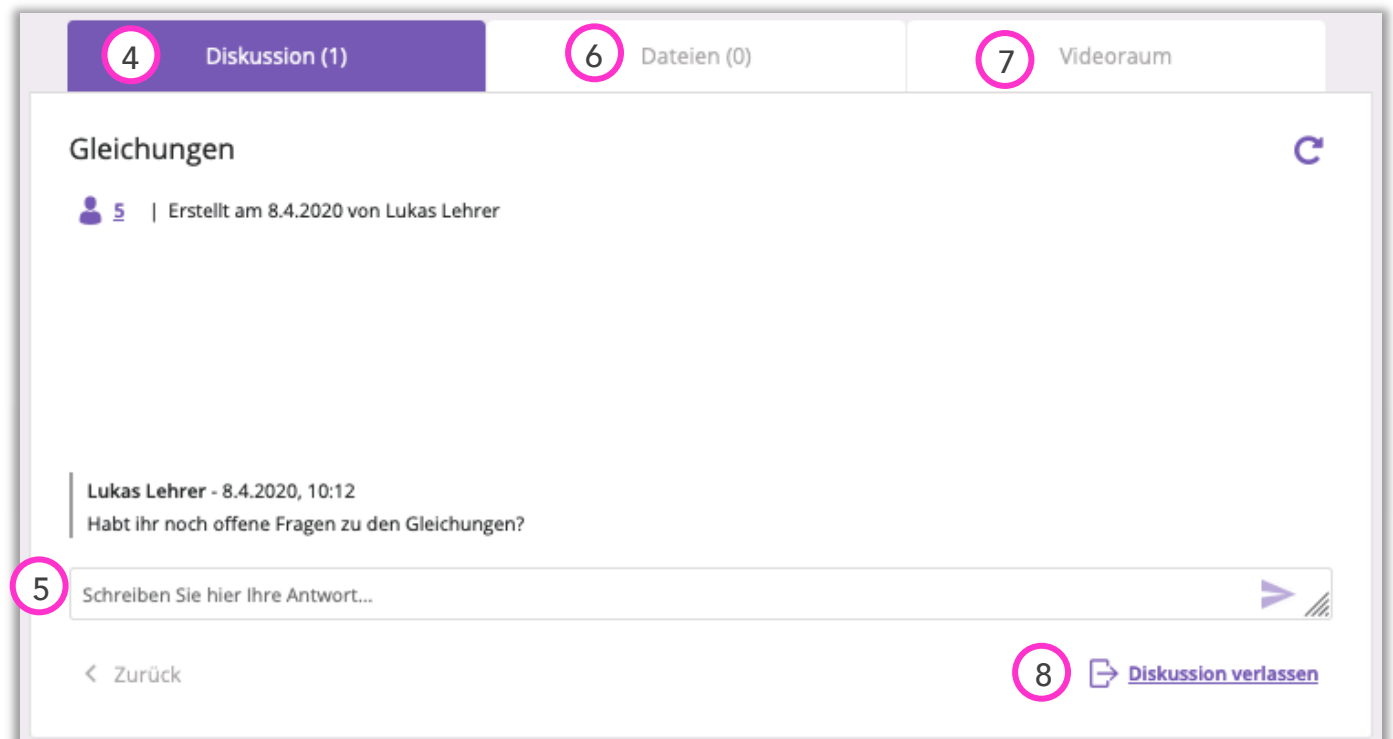 4 Diskussion (1) 6 Dateien (0) 7 Videoraum
Gleichungen
5 | Erstellt am 8.4.2020 von Lukas Lehrer
Lukas Lehrer - 8.4.2020, 10:12
Habt ihr noch offene Fragen zu den Gleichungen?
5 Schreiben Sie hier Ihre Antwort...
< Zurück 8 Diskussion verlassen